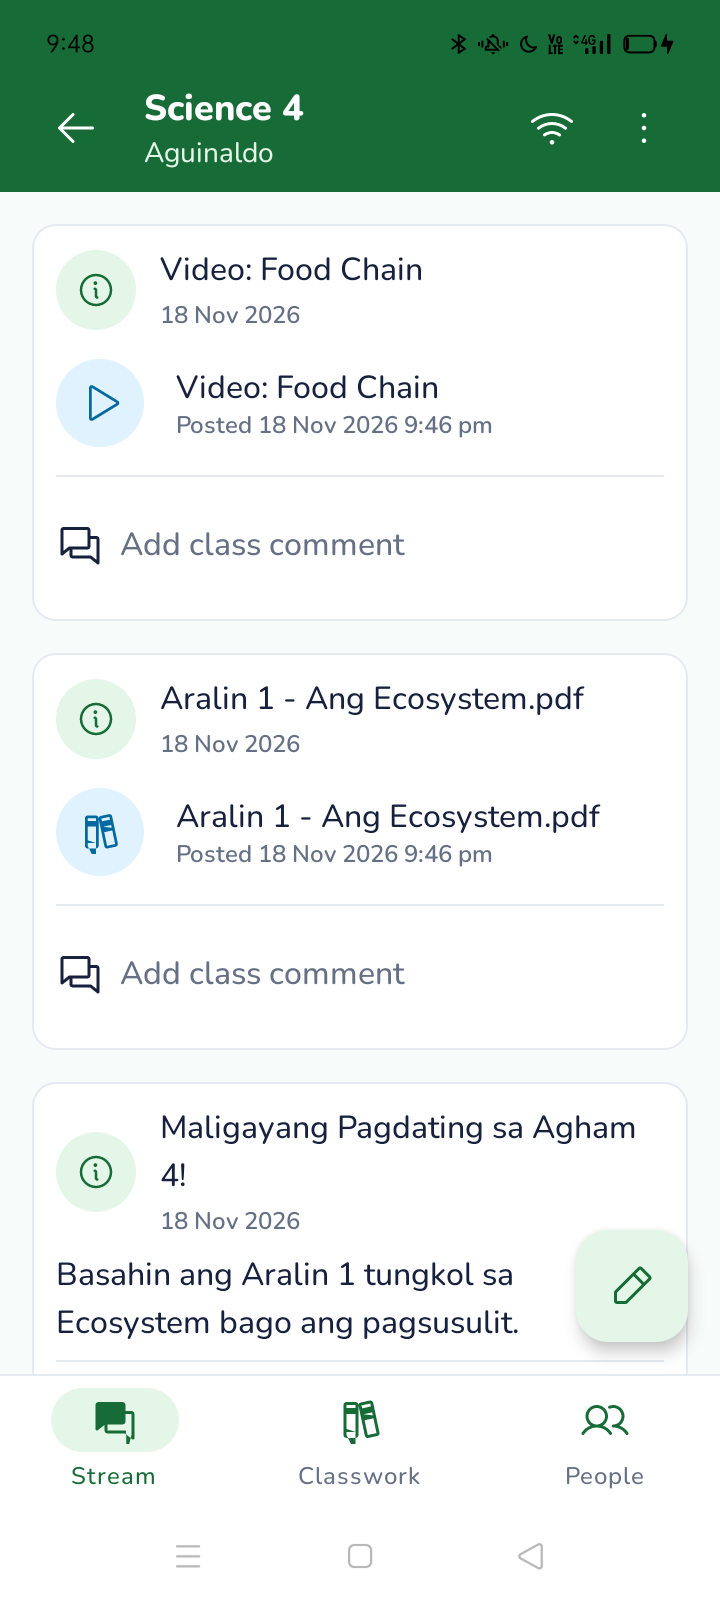 9:48
Vo
LTE
4G
Science 4
Aguinaldo
Video: Food Chain
18 Nov 2026
Video: Food Chain
Posted 18 Nov 2026 9:46 pm
Add class comment
Aralin 1 - Ang Ecosystem.pdf
18 Nov 2026
Aralin 1 - Ang Ecosystem.pdf
Posted 18 Nov 2026 9:46 pm
Add class comment
Maligayang Pagdating sa Agham
4!
18 Nov 2026
Basahin ang Aralin 1 tungkol sa
Ecosystem bago ang pagsusulit.
Stream
Classwork
People